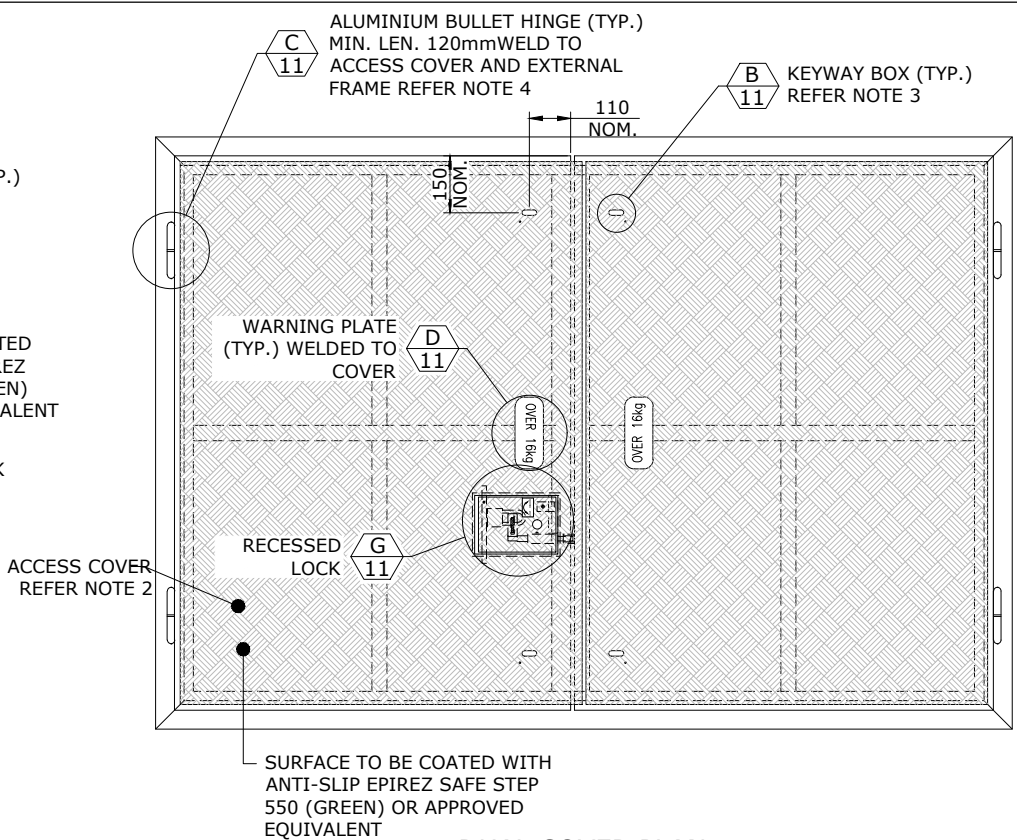 ALUMINIUM BULLET HINGE (TYP.)
MIN. LEN. 120mmWELD TO
ACCESS COVER AND EXTERNAL
FRAME REFER NOTE 4
C
11
B
11
KEYWAY BOX (TYP.)
REFER NOTE 3
110
NOM.
150
NOM.
P.)
WARNING PLATE
(TYP.) WELDED TO
COVER
D
11
OVER 16kg
OVER 16kg
TED
EZ
EN)
ALENT
K
RECESSED
LOCK
G
11
ACCESS COVER
REFER NOTE 2
SURFACE TO BE COATED WITH
ANTI-SLIP EPIREZ SAFE STEP
550 (GREEN) OR APPROVED
EQUIVALENT